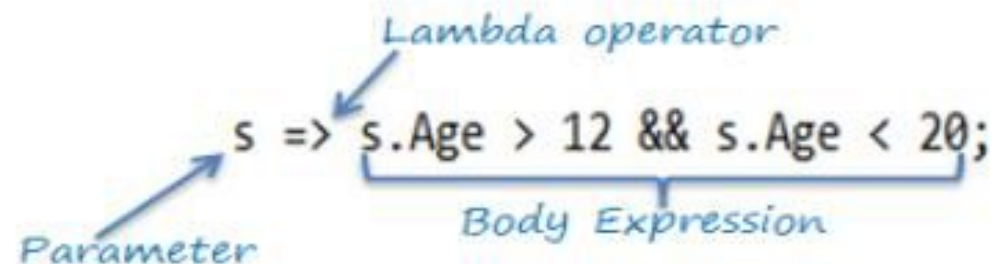 Lambda operator
s => s.Age > 12 && s.Age < 20;
Body Expression
Parameter